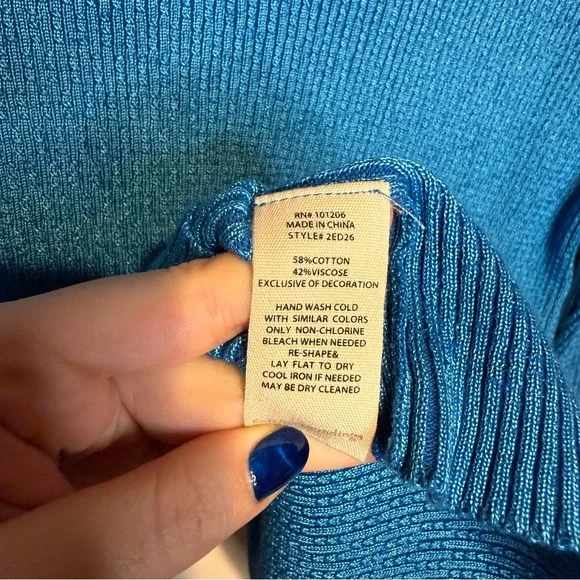 RN# 101206
MADE IN CHINA
STYLE# 2ED26
58%COTTON
42%VISCOSE
EXCLUSIVE OF DECORATION
HAND WASH COLD
WITH SIMILAR COLORS
ONLY NON-CHLORINE
BLEACH WHEN NEEDED
RE-SHAPE&
LAY FLAT TO DRY
COOL IRON IF NEEDED
MAY BE DRY CLEANED